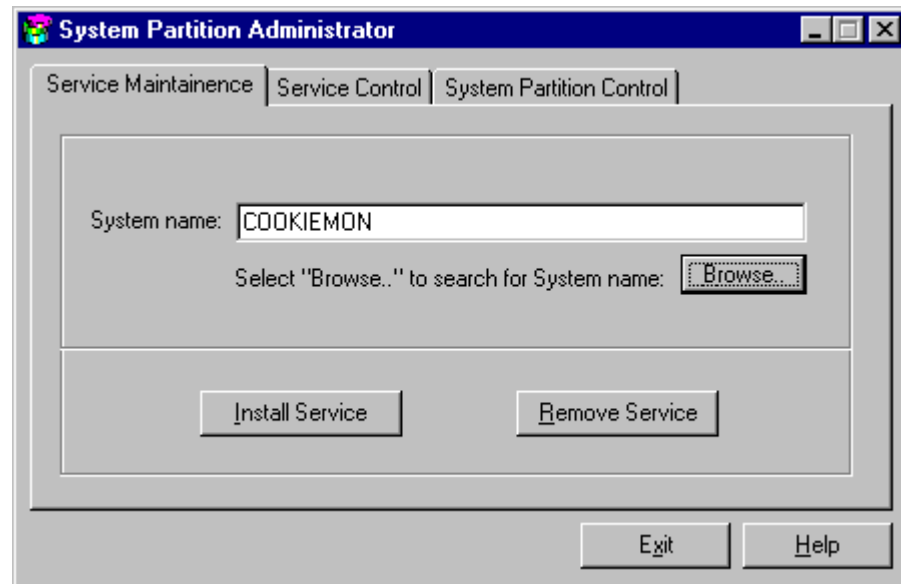 System Partition Administrator
Service Maintainence Service Control System Partition Control
System name: COOKIEMON
Select "Browse.." to search for System name: Browse..
Install Service Remove Service
Exit Help